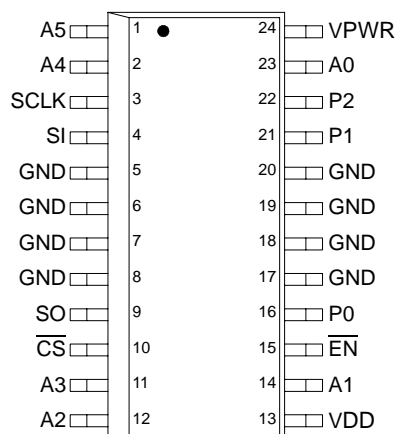 A5 1 24 VPWR
A4 2 23 A0
SCLK 3 22 P2
SI 4 21 P1
GND 5 20 GND
GND 6 19 GND
GND 7 18 GND
GND 8 17 GND
SO 9 16 P0
C̅S̅ 10 15 E̅N̅
A3 11 14 A1
A2 12 13 VDD